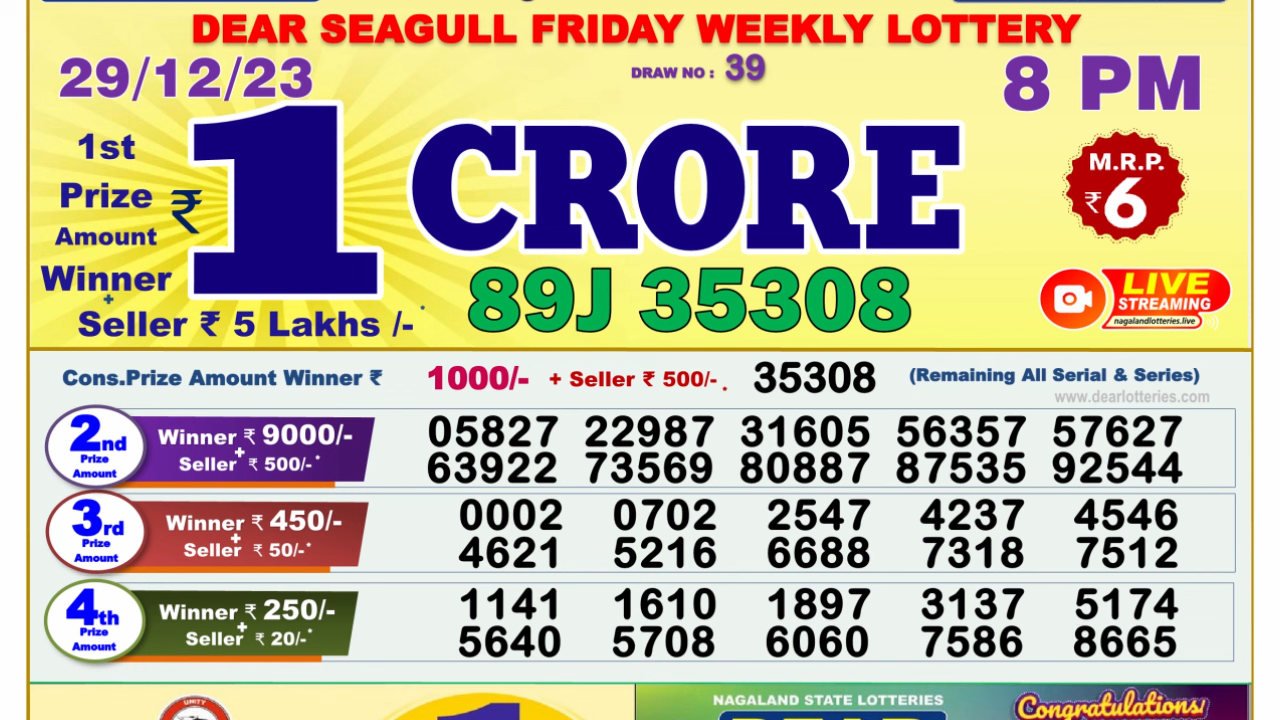 DEAR SEAGULL FRIDAY WEEKLY LOTTERY
29/12/23
DRAW NO : 39
8 PM
1st
Prize
Amount
Winner
₹ 1 CRORE
+
Seller ₹ 5 Lakhs /-
89J 35308
M.R.P.
₹6
LIVE
STREAMING
nagalandlotteries.live
Cons.Prize Amount Winner ₹ 1000/- + Seller ₹ 500/- . 35308 (Remaining All Serial & Series)
www.dearlotteries.com
2nd
Prize
Amount
Winner ₹ 9000/-
+
Seller ₹ 500/-*
05827 22987 31605 56357 57627
63922 73569 80887 87535 92544
3rd
Prize
Amount
Winner ₹ 450/-
+
Seller ₹ 50/-*
0002 0702 2547 4237 4546
4621 5216 6688 7318 7512
4th
Prize
Amount
Winner ₹ 250/-
+
Seller ₹ 20/-*
1141 1610 1897 3137 5174
5640 5708 6060 7586 8665
UNITY
NAGALAND STATE LOTTERIES
Congratulations!